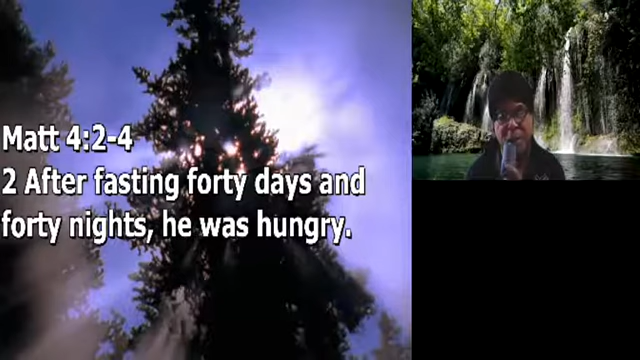 Matt 4:2-4
2 After fasting forty days and
forty nights, he was hungry.